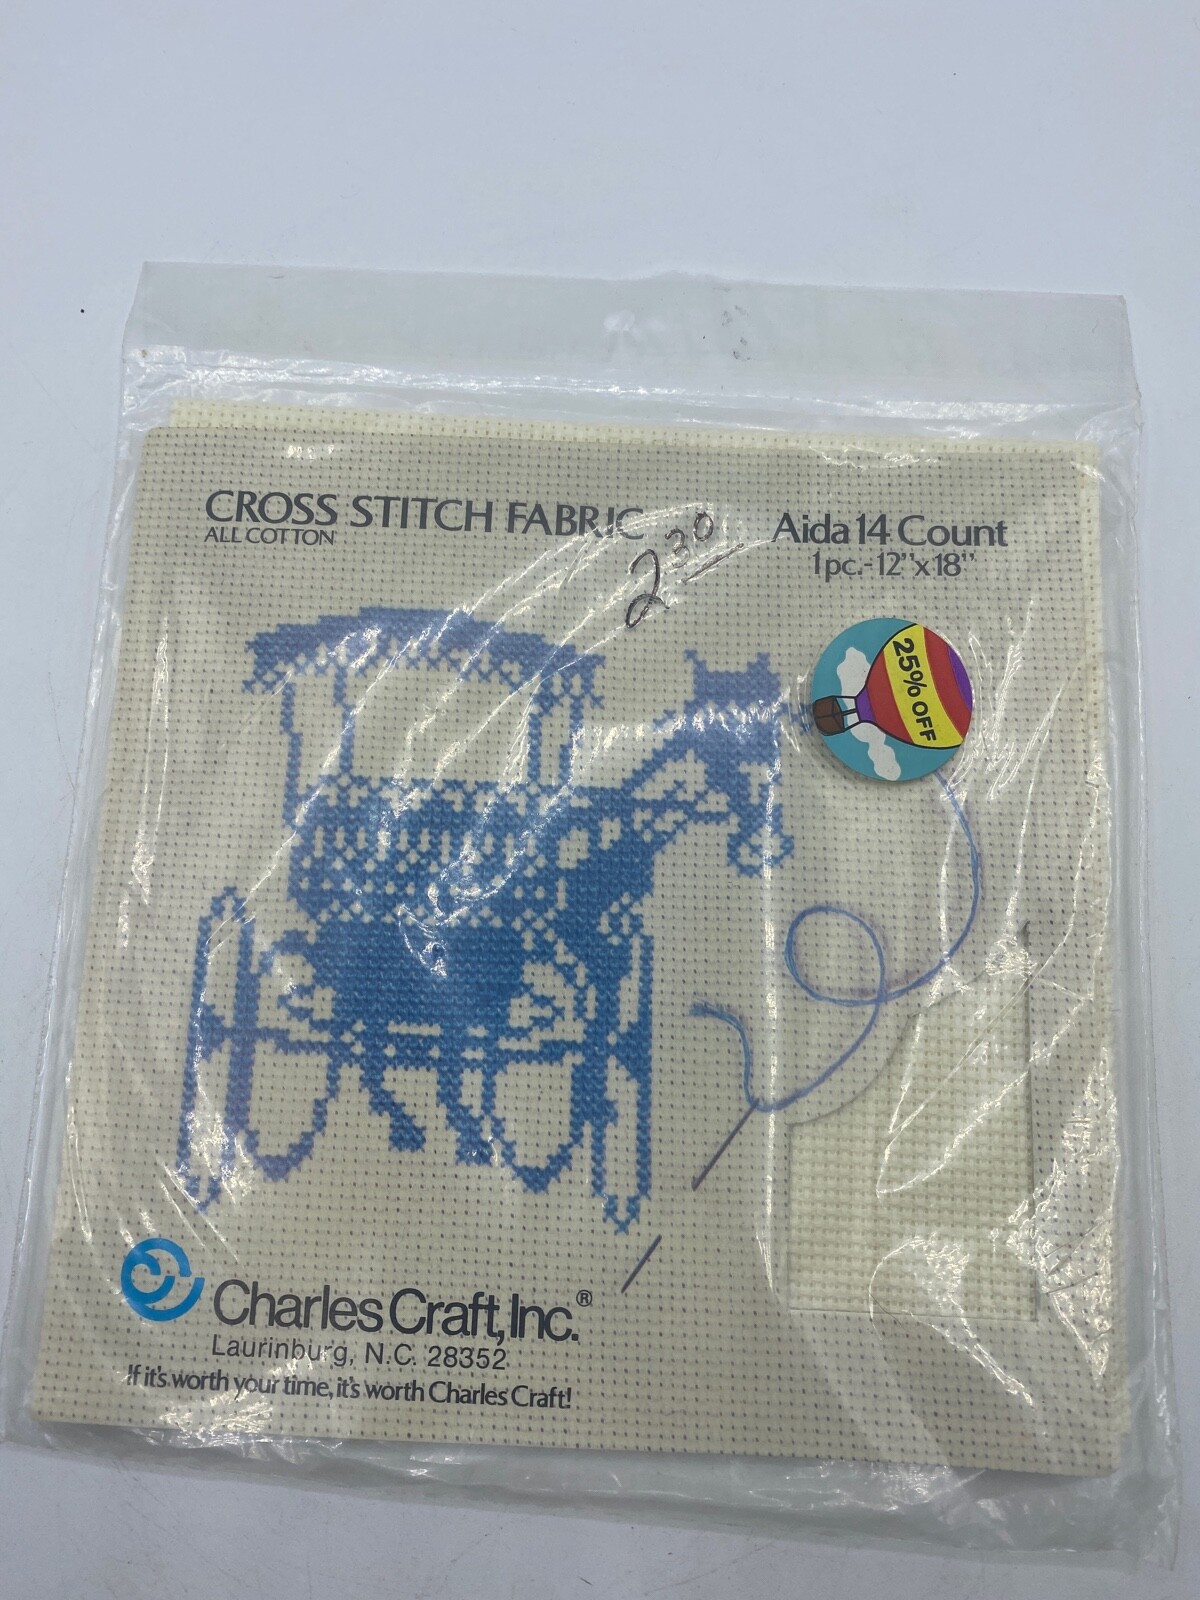 CROSS STITCH FABRIC
ALL COTTON
2 30
Aida 14 Count
1 pc.-12"x18"
25% OFF
Charles Craft, Inc.®
Laurinburg, N.C. 28352
If it's worth your time, it's worth Charles Craft!